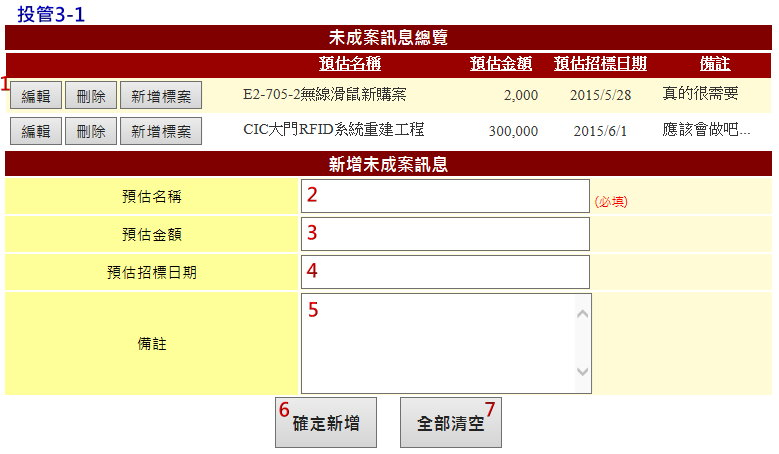 投管3-1
未成案訊息總覽
預估名稱 預估金額 預估招標日期 備註
1 編輯 刪除 新增標案 E2-705-2無線滑鼠新購案 2,000 2015/5/28 真的很需要
編輯 刪除 新增標案 CIC大門RFID系統重建工程 300,000 2015/6/1 應該會做吧...
新增未成案訊息
預估名稱 2 (必填)
預估金額 3
預估招標日期 4
備註 5
6 確定新增 全部清空 7